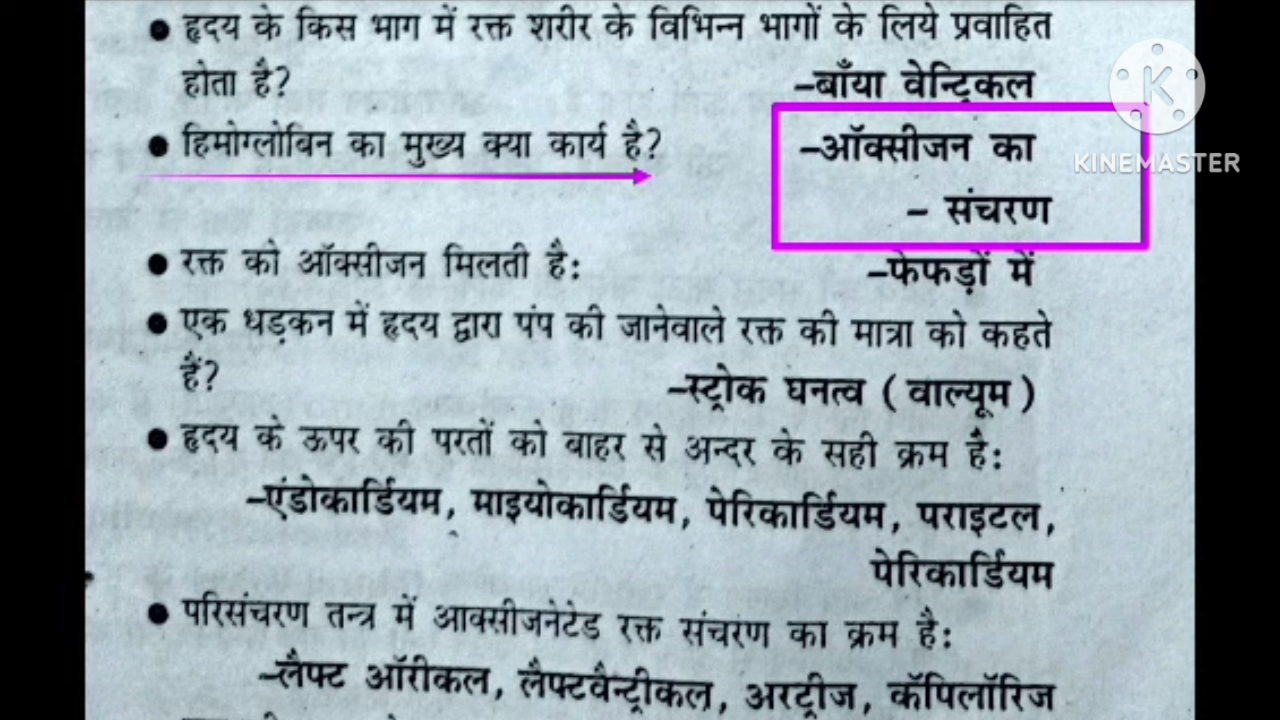 ● हृदय के किस भाग में रक्त शरीर के विभिन्न भागों के लिये प्रवाहित
होता है? –बाँया वेन्ट्रिकल
● हिमोग्लोबिन का मुख्य क्या कार्य है? –ऑक्सीजन का
– संचरण
KINEMASTER
● रक्त को ऑक्सीजन मिलती है: –फेफड़ों में
● एक धड़कन में हृदय द्वारा पंप की जानेवाले रक्त की मात्रा को कहते
हैं? –स्ट्रोक घनत्व ( वाल्यूम )
● हृदय के ऊपर की परतों को बाहर से अन्दर के सही क्रम है:
–एंडोकार्डियम, माइयोकार्डियम, पेरिकार्डियम, पराइटल,
पेरिकार्डियम
● परिसंचरण तन्त्र में आक्सीजनेटेड रक्त संचरण का क्रम है:
–लैफ्ट ऑरीकल, लैफ्टवैन्ट्रीकल, अरट्रीज, कॅपिलॉरिज